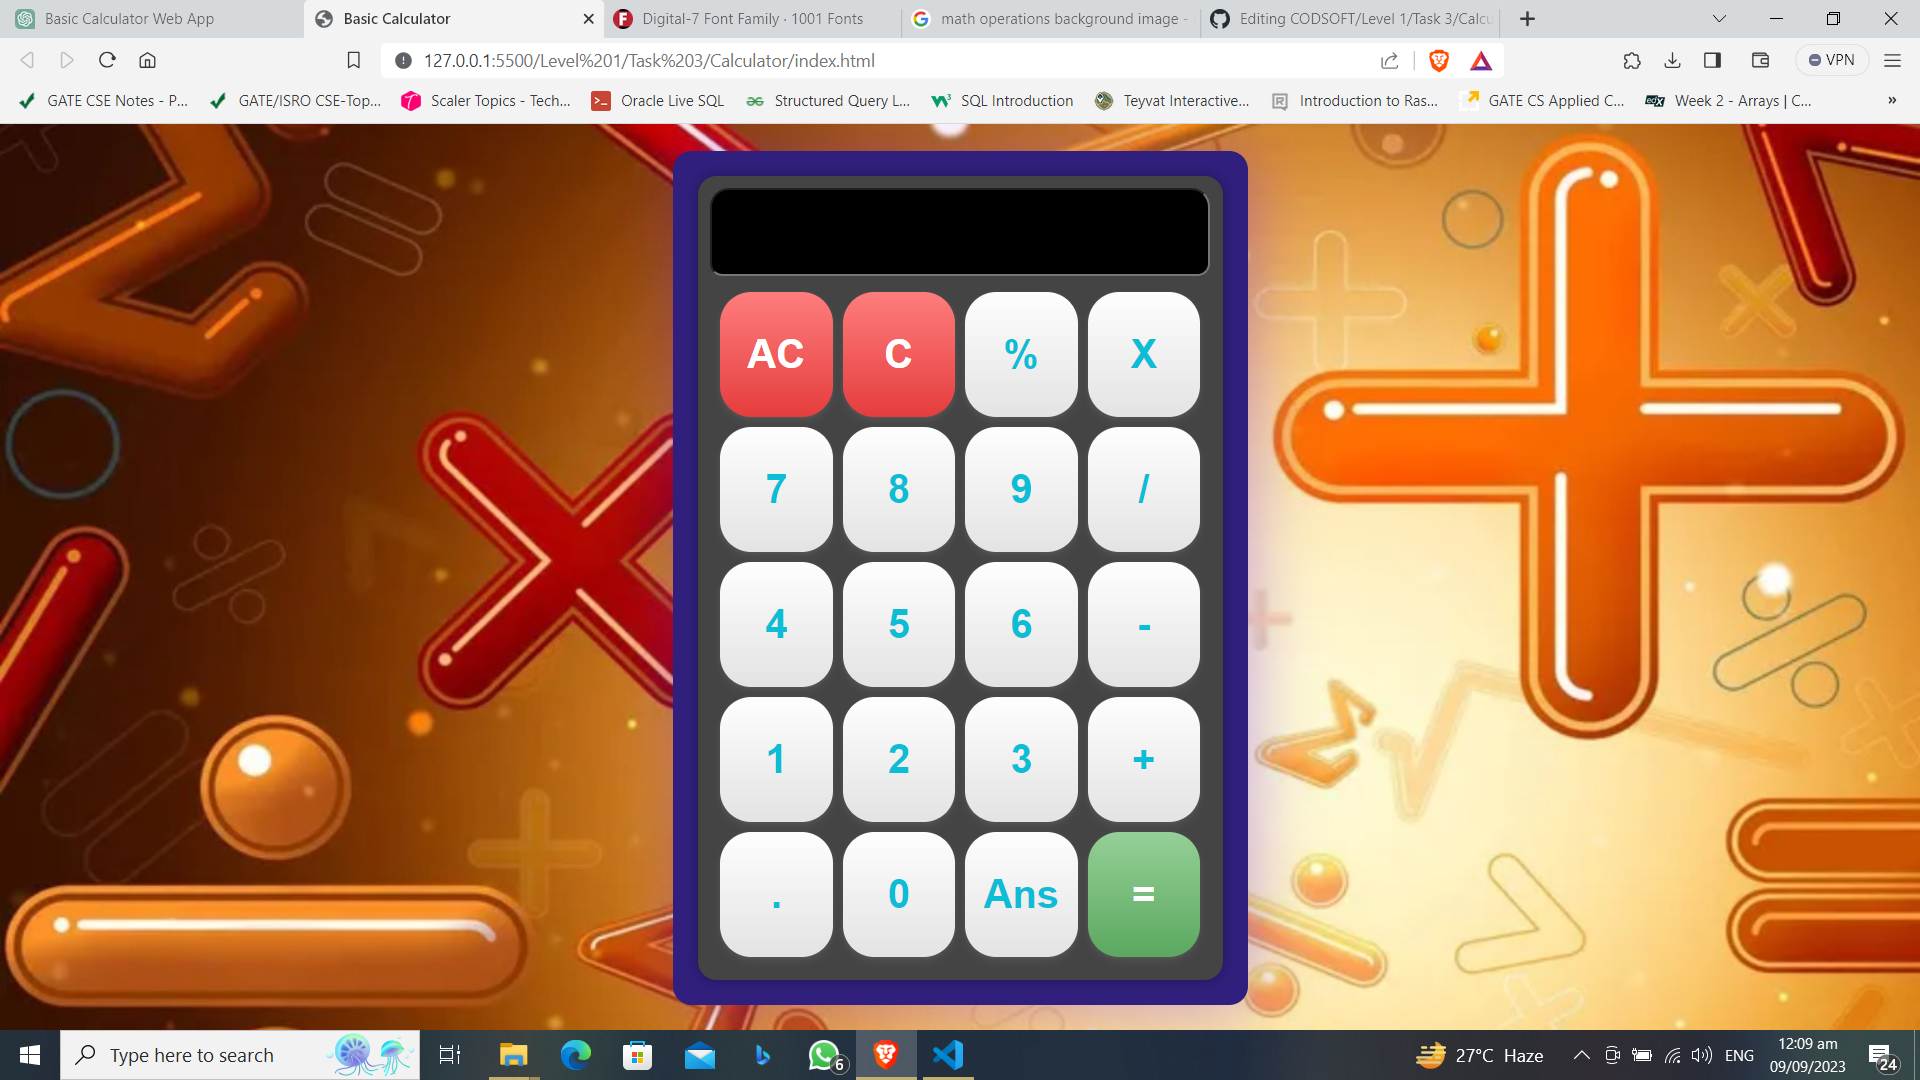 Basic Calculator Web App
Basic Calculator
Digital-7 Font Family · 1001 Fonts
math operations background image -
Editing CODSOFT/Level 1/Task 3/Calcu
127.0.0.1:5500/Level%201/Task%203/Calculator/index.html
VPN
GATE CSE Notes - P...
GATE/ISRO CSE-Top...
Scaler Topics - Tech...
Oracle Live SQL
Structured Query L...
SQL Introduction
Teyvat Interactive...
Introduction to Ras...
GATE CS Applied C...
Week 2 - Arrays | C...
»
AC C % X
7 8 9 /
4 5 6 -
1 2 3 +
. 0 Ans =
Type here to search
6
27°C Haze
ENG
12:09 am
09/09/2023
24